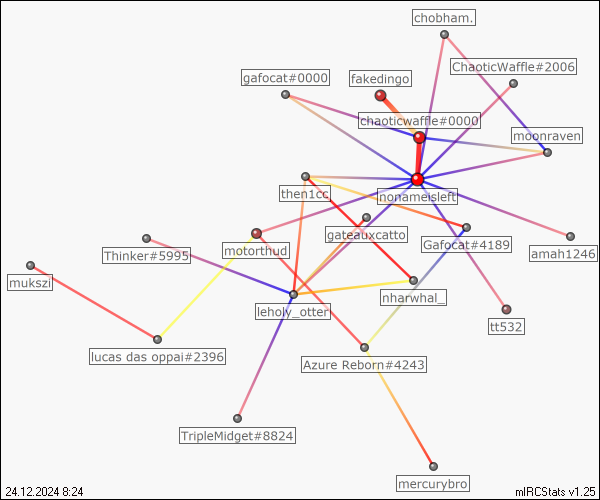 chobham.
ChaoticWaffle#2006
gafocat#0000
fakedingo
chaoticwaffle#0000
moonraven
then1cc
nonameisleft
gateauxcatto
motorthud
Gafocat#4189
Thinker#5995
amah1246
mukszi
nharwhal_
leholy_otter
tt532
lucas das oppai#2396
Azure Reborn#4243
TripleMidget#8824
mercurybro
24.12.2024 8:24
mIRCStats v1.25